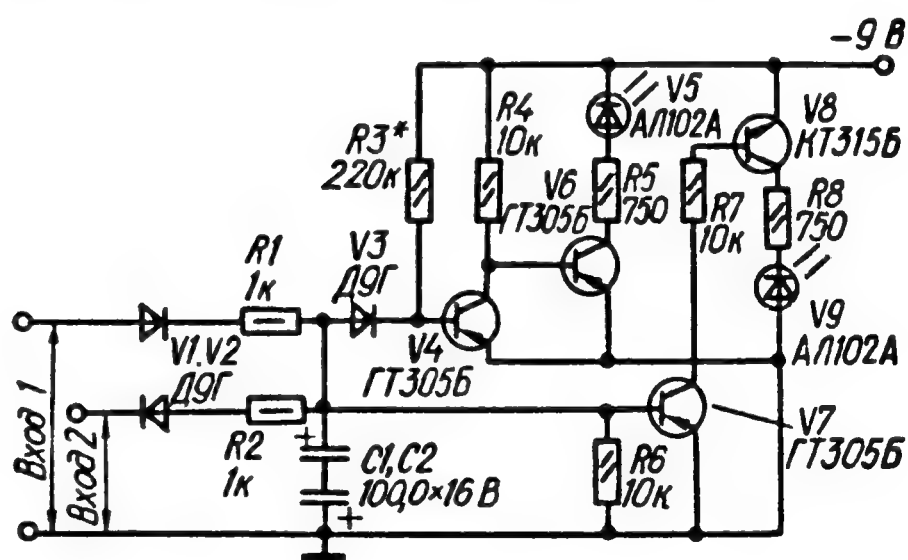 −9 В
V5
АЛ102А
V8
КТ315Б
R3*
220к
R4
10к
V6
ГТ305Б
R5
750
R7
10к
R8
750
V9
АЛ102А
R1
1к
V3
Д9Г
V4
ГТ305Б
V1, V2
Д9Г
Вход 1
Вход 2
R2
1к
+
C1, C2
100,0×16 В
+
R6
10к
V7
ГТ305Б